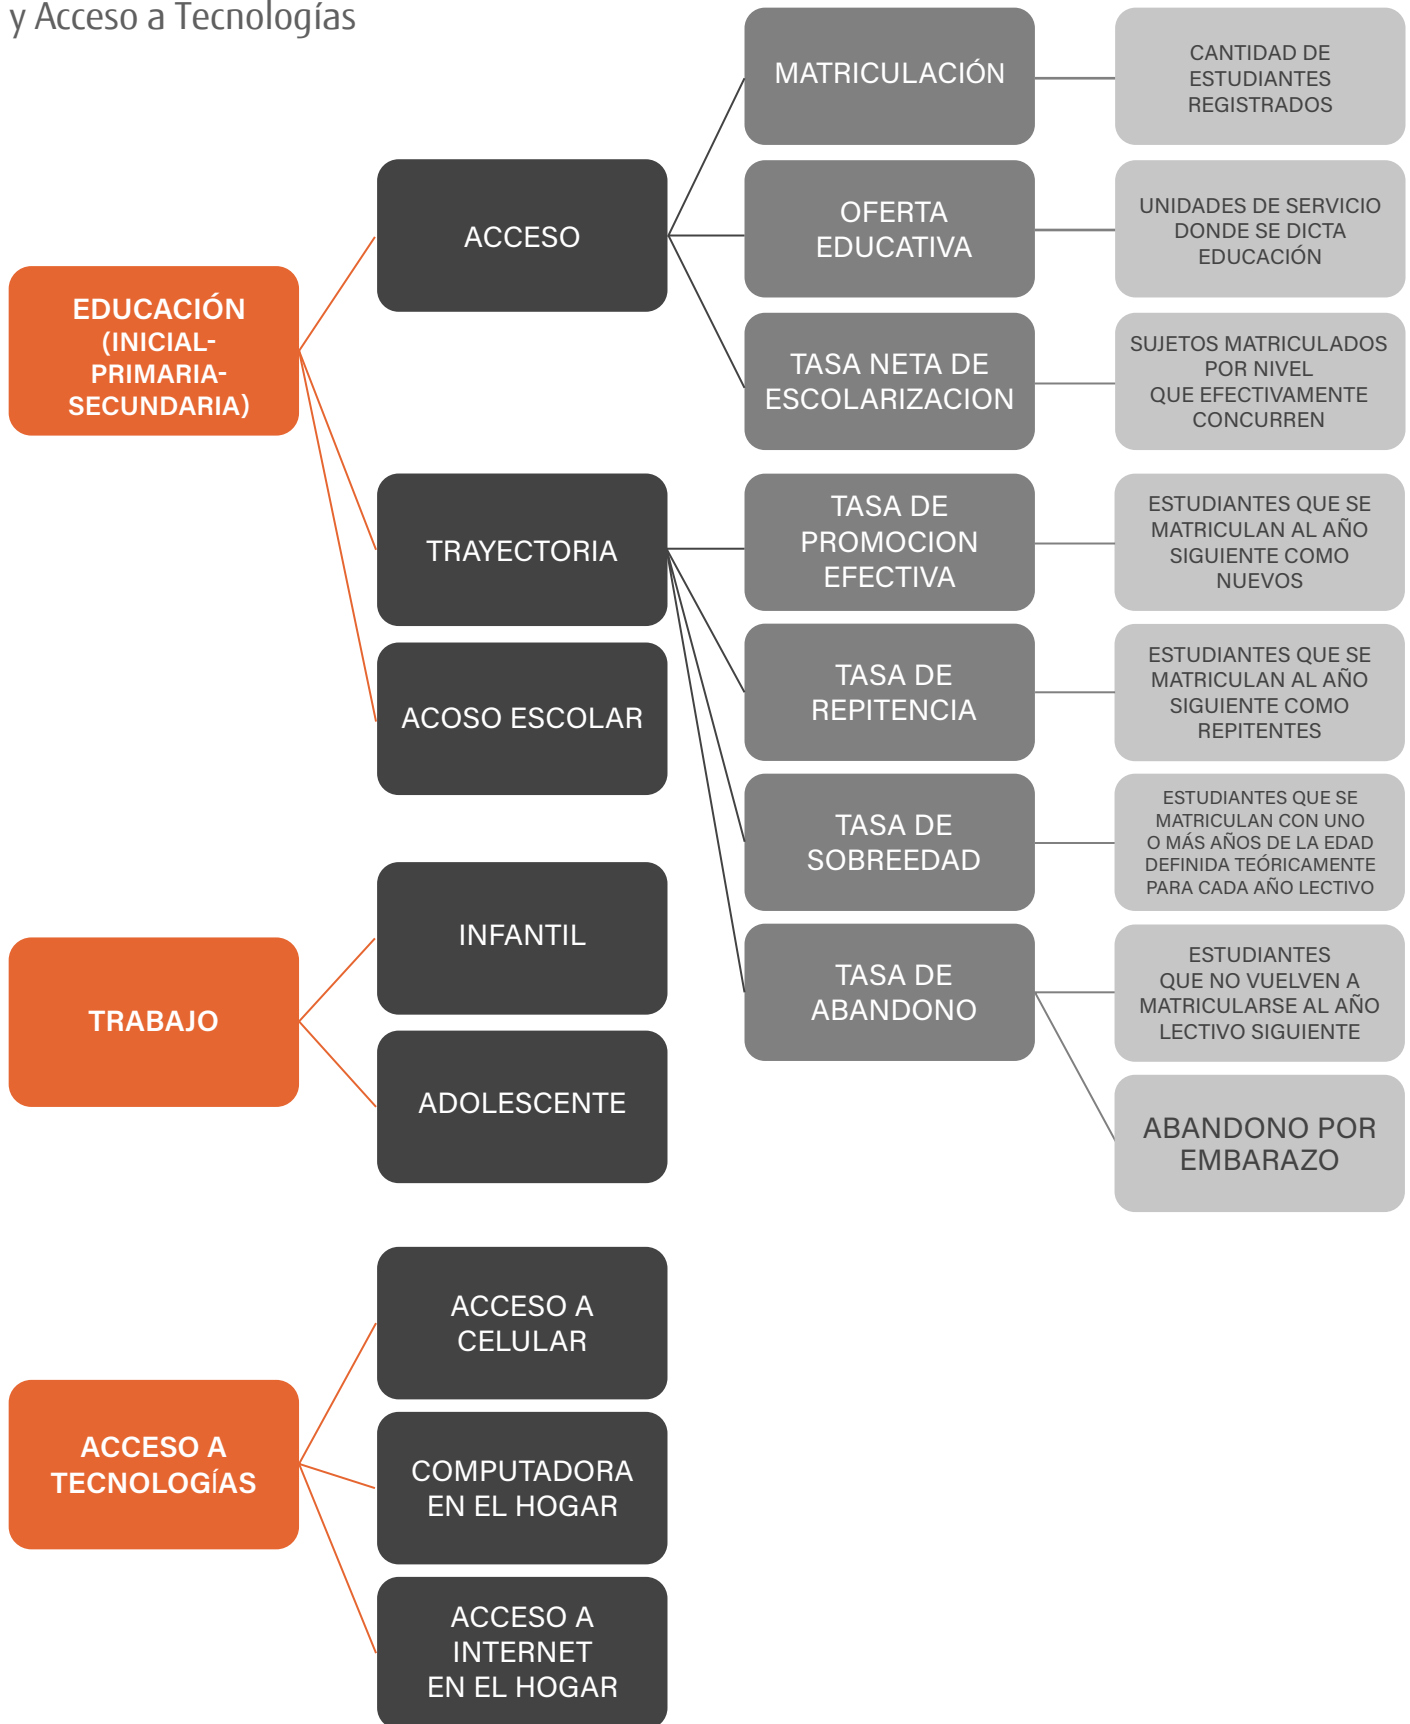 y Acceso a Tecnologías
EDUCACIÓN
(INICIAL-
PRIMARIA-
SECUNDARIA)
ACCESO
MATRICULACIÓN
CANTIDAD DE
ESTUDIANTES
REGISTRADOS
OFERTA
EDUCATIVA
UNIDADES DE SERVICIO
DONDE SE DICTA
EDUCACIÓN
TASA NETA DE
ESCOLARIZACION
SUJETOS MATRICULADOS
POR NIVEL
QUE EFECTIVAMENTE
CONCURREN
TRAYECTORIA
TASA DE
PROMOCION
EFECTIVA
ESTUDIANTES QUE SE
MATRICULAN AL AÑO
SIGUIENTE COMO
NUEVOS
TASA DE
REPITENCIA
ESTUDIANTES QUE SE
MATRICULAN AL AÑO
SIGUIENTE COMO
REPITENTES
TASA DE
SOBREEDAD
ESTUDIANTES QUE SE
MATRICULAN CON UNO
O MÁS AÑOS DE LA EDAD
DEFINIDA TEÓRICAMENTE
PARA CADA AÑO LECTIVO
TASA DE
ABANDONO
ESTUDIANTES
QUE NO VUELVEN A
MATRICULARSE AL AÑO
LECTIVO SIGUIENTE
ABANDONO POR
EMBARAZO
ACOSO ESCOLAR
TRABAJO
INFANTIL
ADOLESCENTE
ACCESO A
TECNOLOGÍAS
ACCESO A
CELULAR
COMPUTADORA
EN EL HOGAR
ACCESO A
INTERNET
EN EL HOGAR